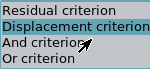 Residual criterion
Displacement criterion
And criterion
Or criterion